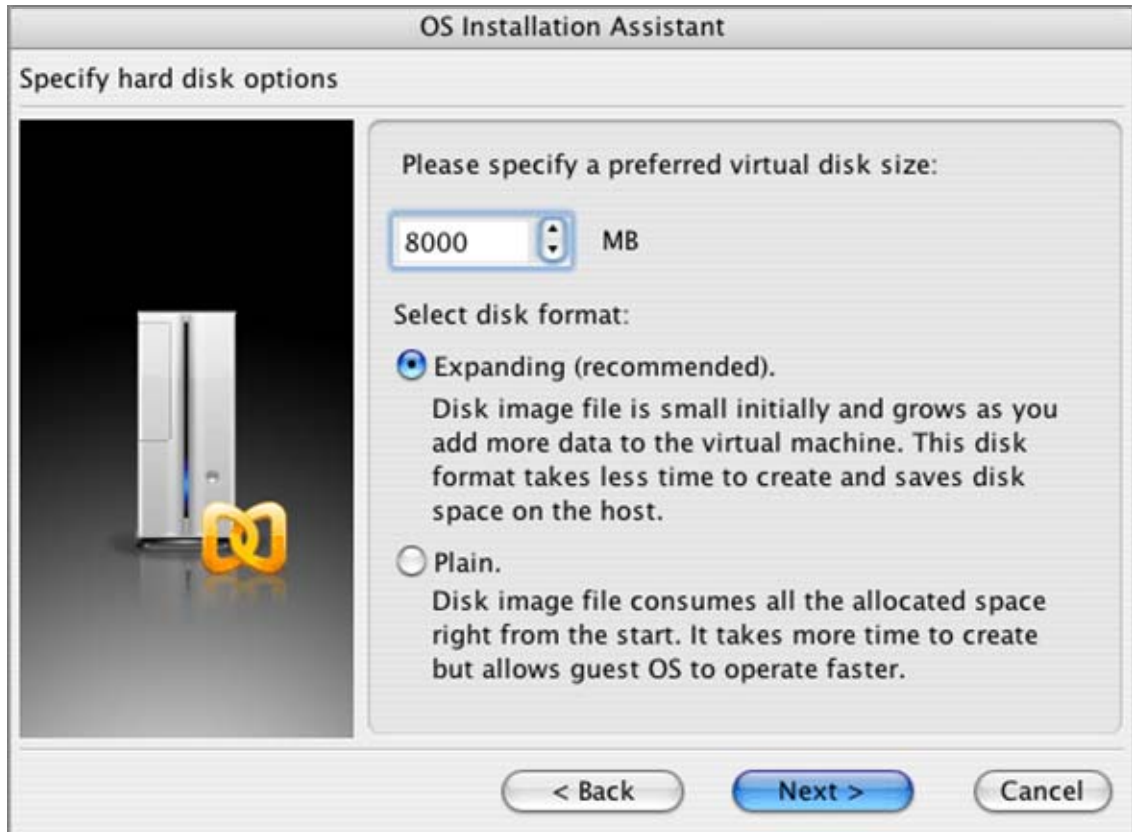 OS Installation Assistant
Specify hard disk options
Please specify a preferred virtual disk size:
8000 MB
Select disk format:
Expanding (recommended).
Disk image file is small initially and grows as you
add more data to the virtual machine. This disk
format takes less time to create and saves disk
space on the host.
Plain.
Disk image file consumes all the allocated space
right from the start. It takes more time to create
but allows guest OS to operate faster.
< Back Next > Cancel